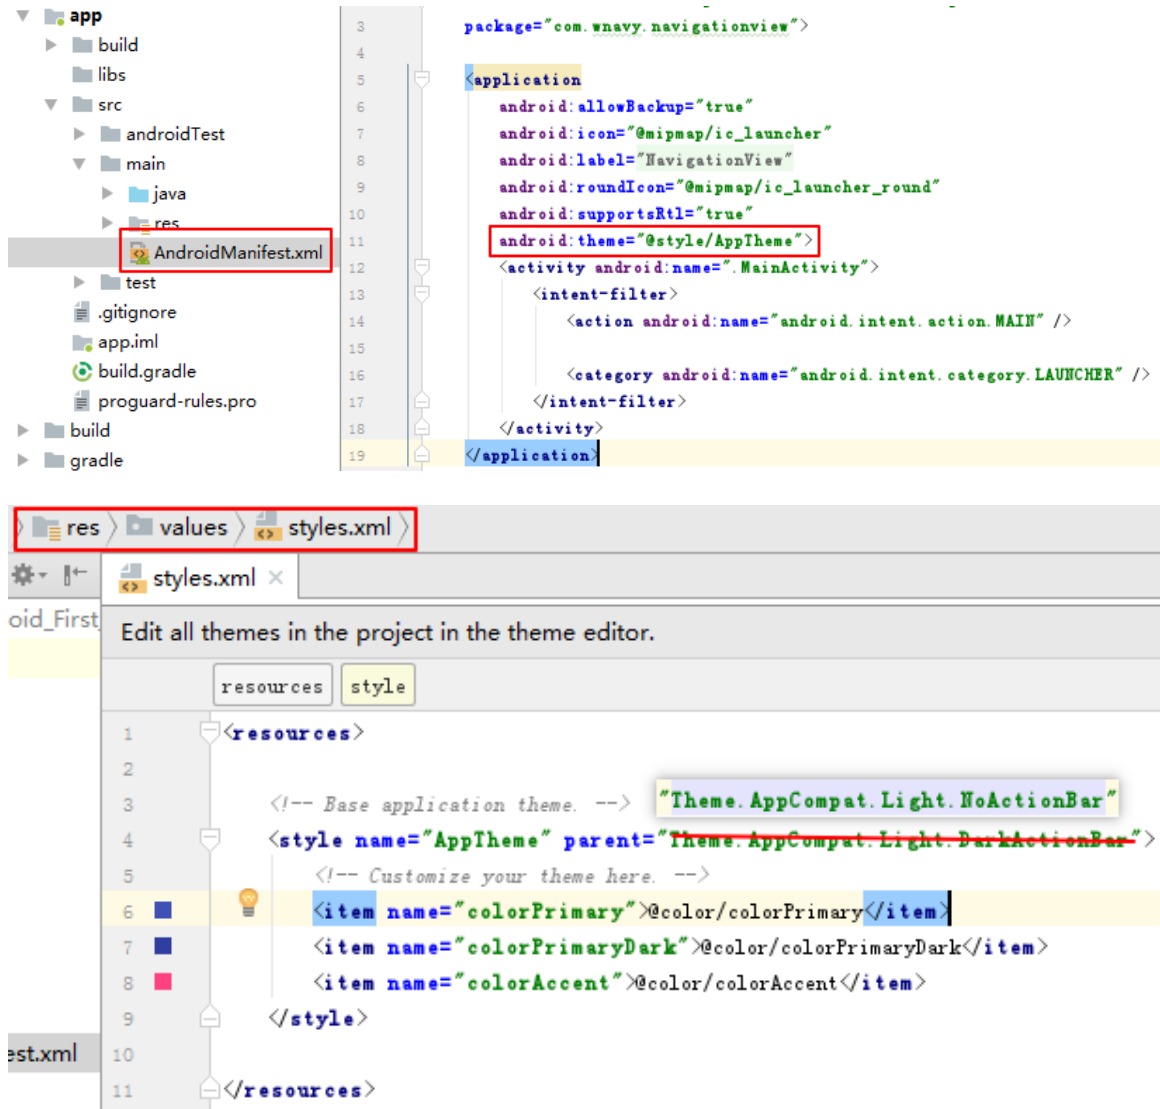 app
build
libs
src
androidTest
main
java
res
AndroidManifest.xml
test
.gitignore
app.iml
build.gradle
proguard-rules.pro
build
gradle
3 package="com.wnavy.navigationview">
4
5 <application
6 android:allowBackup="true"
7 android:icon="@mipmap/ic_launcher"
8 android:label="NavigationView"
9 android:roundIcon="@mipmap/ic_launcher_round"
10 android:supportsRtl="true"
11 android:theme="@style/AppTheme">
12 <activity android:name=".MainActivity">
13 <intent-filter>
14 <action android:name="android.intent.action.MAIN" />
15
16 <category android:name="android.intent.category.LAUNCHER" />
17 </intent-filter>
18 </activity>
19 </application>
res values styles.xml
styles.xml
oid_First_
Edit all themes in the project in the theme editor.
resources style
1 <resources>
2
3 <!-- Base application theme. --> "Theme.AppCompat.Light.NoActionBar"
4 <style name="AppTheme" parent="Theme.AppCompat.Light.DarkActionBar">
5 <!-- Customize your theme here. -->
6 <item name="colorPrimary">@color/colorPrimary</item>
7 <item name="colorPrimaryDark">@color/colorPrimaryDark</item>
8 <item name="colorAccent">@color/colorAccent</item>
9 </style>
est.xml
10
11 </resources>